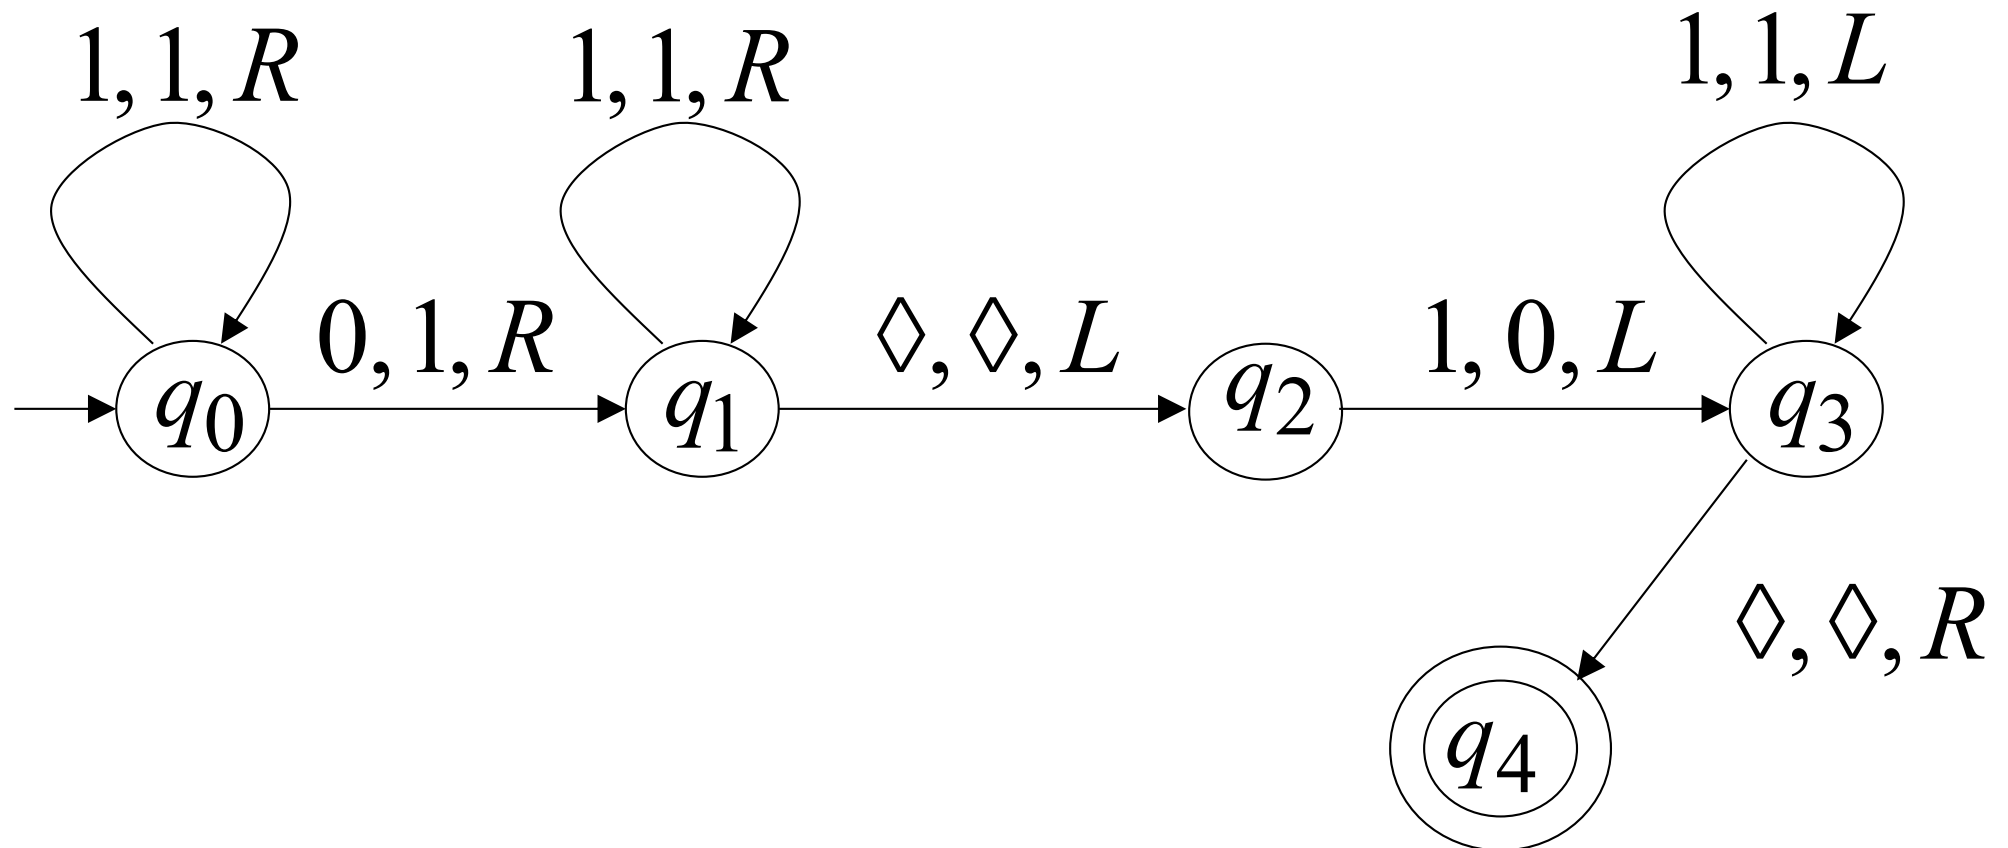 1, 1, R 1, 1, R 1, 1, L
0, 1, R ◊, ◊, L 1, 0, L
q0 q1 q2 q3
◊, ◊, R
q4